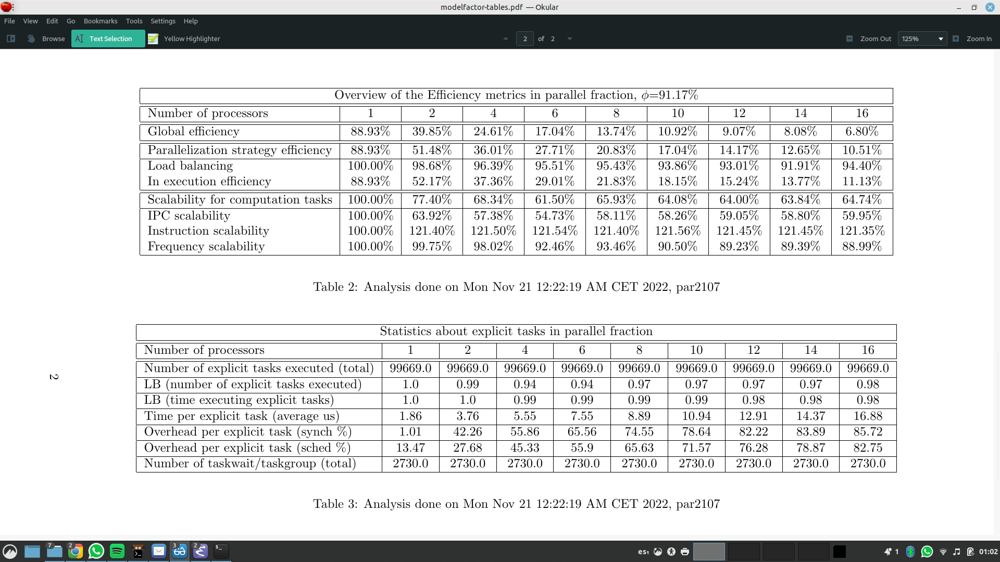 modelfactor-tables.pdf — Okular
File View Edit Go Bookmarks Tools Settings Help
Browse Text Selection Yellow Highlighter 2 of 2 Zoom Out 125% Zoom In
Overview of the Efficiency metrics in parallel fraction, ϕ=91.17%
Number of processors 1 2 4 6 8 10 12 14 16
Global efficiency 88.93% 39.85% 24.61% 17.04% 13.74% 10.92% 9.07% 8.08% 6.80%
Parallelization strategy efficiency 88.93% 51.48% 36.01% 27.71% 20.83% 17.04% 14.17% 12.65% 10.51%
Load balancing 100.00% 98.68% 96.39% 95.51% 95.43% 93.86% 93.01% 91.91% 94.40%
In execution efficiency 88.93% 52.17% 37.36% 29.01% 21.83% 18.15% 15.24% 13.77% 11.13%
Scalability for computation tasks 100.00% 77.40% 68.34% 61.50% 65.93% 64.08% 64.00% 63.84% 64.74%
IPC scalability 100.00% 63.92% 57.38% 54.73% 58.11% 58.26% 59.05% 58.80% 59.95%
Instruction scalability 100.00% 121.40% 121.50% 121.54% 121.40% 121.56% 121.45% 121.45% 121.35%
Frequency scalability 100.00% 99.75% 98.02% 92.46% 93.46% 90.50% 89.23% 89.39% 88.99%
Table 2: Analysis done on Mon Nov 21 12:22:19 AM CET 2022, par2107
Statistics about explicit tasks in parallel fraction
Number of processors 1 2 4 6 8 10 12 14 16
Number of explicit tasks executed (total) 99669.0 99669.0 99669.0 99669.0 99669.0 99669.0 99669.0 99669.0 99669.0
LB (number of explicit tasks executed) 1.0 0.99 0.94 0.94 0.97 0.97 0.97 0.97 0.98
LB (time executing explicit tasks) 1.0 1.0 0.99 0.99 0.99 0.99 0.98 0.98 0.98
Time per explicit task (average us) 1.86 3.76 5.55 7.55 8.89 10.94 12.91 14.37 16.88
Overhead per explicit task (synch %) 1.01 42.26 55.86 65.56 74.55 78.64 82.22 83.89 85.72
Overhead per explicit task (sched %) 13.47 27.68 45.33 55.9 65.63 71.57 76.28 78.87 82.75
Number of taskwait/taskgroup (total) 2730.0 2730.0 2730.0 2730.0 2730.0 2730.0 2730.0 2730.0 2730.0
Table 3: Analysis done on Mon Nov 21 12:22:19 AM CET 2022, par2107
2
7 2 3 2 es1 1 01:02